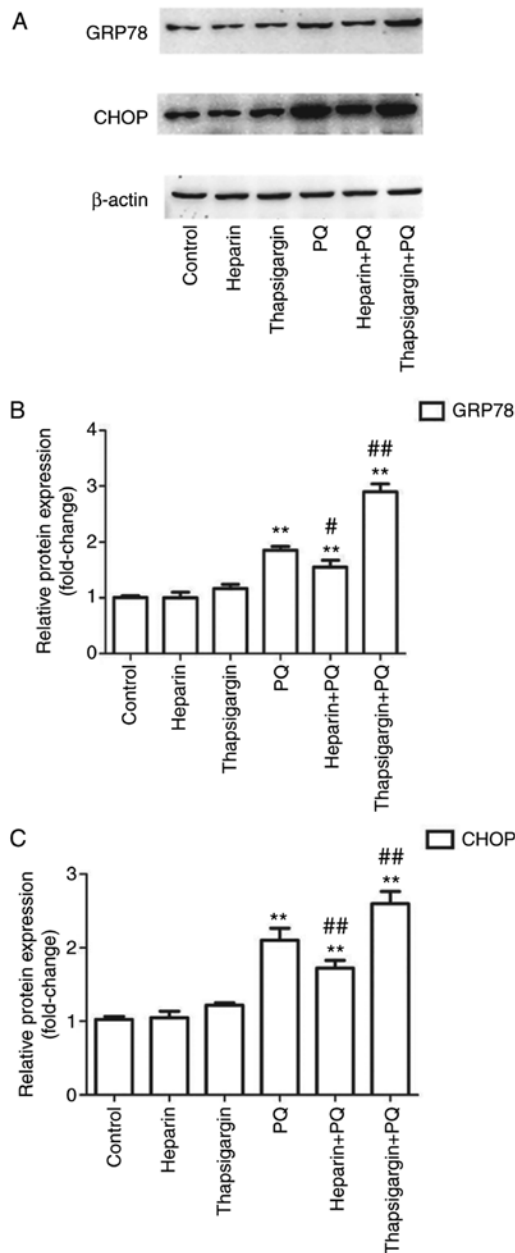 A
GRP78
CHOP
β-actin
Control
Heparin
Thapsigargin
PQ
Heparin+PQ
Thapsigargin+PQ
B
GRP78
Relative protein expression
(fold-change)
4
3
2
1
0
**
#
**
##
**
Control
Heparin
Thapsigargin
PQ
Heparin+PQ
Thapsigargin+PQ
C
CHOP
Relative protein expression
(fold-change)
3
2
1
0
**
##
**
##
**
Control
Heparin
Thapsigargin
PQ
Heparin+PQ
Thapsigargin+PQ